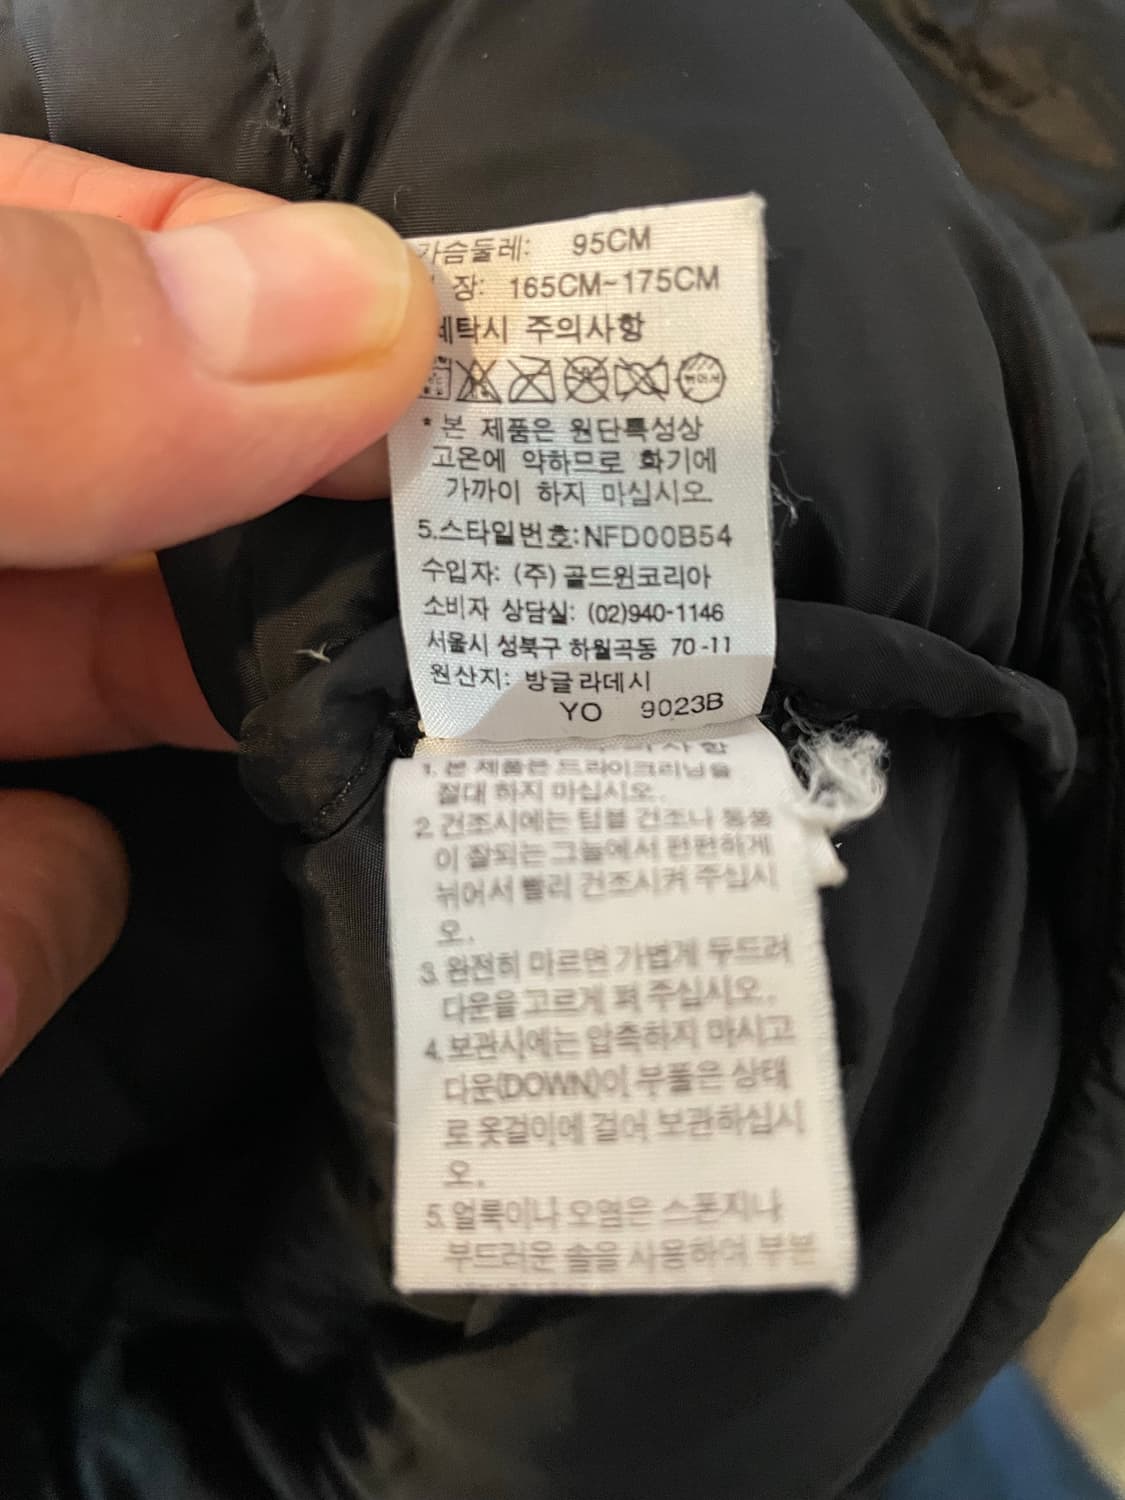 가슴둘레: 95CM
장: 165CM~175CM
세탁시 주의사항
* 본 제품은 원단특성상
고온에 약하므로 화기에
가까이 하지 마십시오.
5.스타일번호:NFD00B54
수입자: (주)골드윈코리아
소비자 상담실: (02)940-1146
서울시 성북구 하월곡동 70-11
원산지: 방글라데시
YO 9023B
1. 본 제품은 드라이크리닝을
절대 하지 마십시오.
2. 건조시에는 텀블 건조나 통풍
이 잘되는 그늘에서 편편하게
뉘어서 빨리 건조시켜 주십시
오.
3. 완전히 마르면 가볍게 두드려
다운을 고르게 펴 주십시오.
4. 보관시에는 압축하지 마시고
다운(DOWN)이 부풀은 상태
로 옷걸이에 걸어 보관하십시
오.
5. 얼룩이나 오염은 스폰지나
부드러운 솔을 사용하여 부분